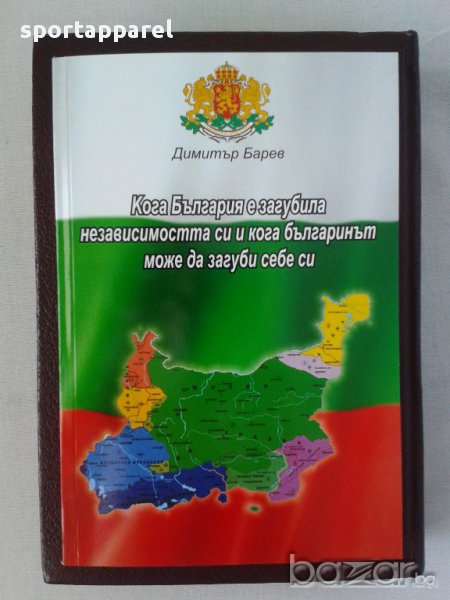 sportapparel
Димитър Барев
Кога България е загубила
независимостта си и кога българинът
може да загуби себе си
bazar.bg